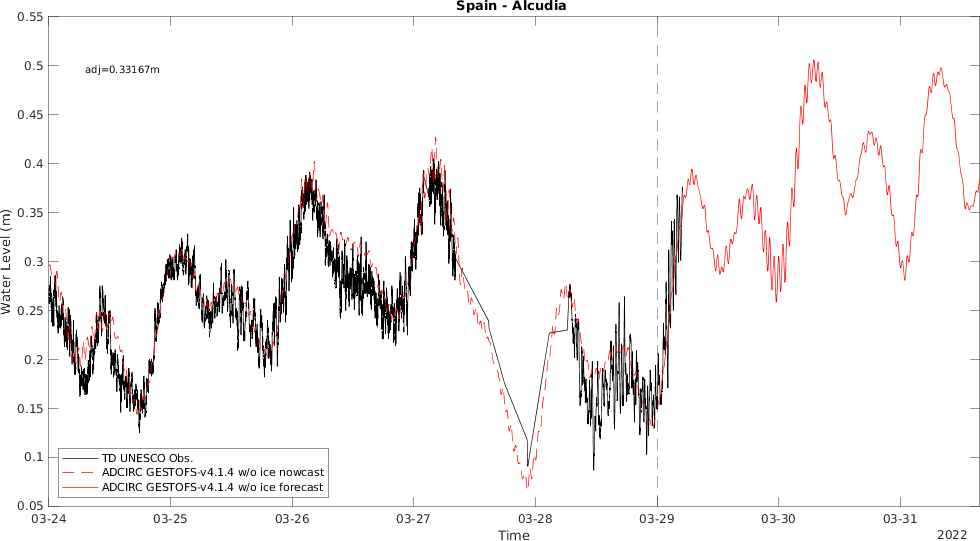 Spain - Alcudia
0.55
0.5
0.45
0.4
0.35
0.3
0.25
0.2
0.15
0.1
0.05
Water Level (m)
adj=0.33167m
TD UNESCO Obs.
ADCIRC GESTOFS-v4.1.4 w/o ice nowcast
ADCIRC GESTOFS-v4.1.4 w/o ice forecast
03-24 03-25 03-26 03-27 03-28 03-29 03-30 03-31
Time
2022